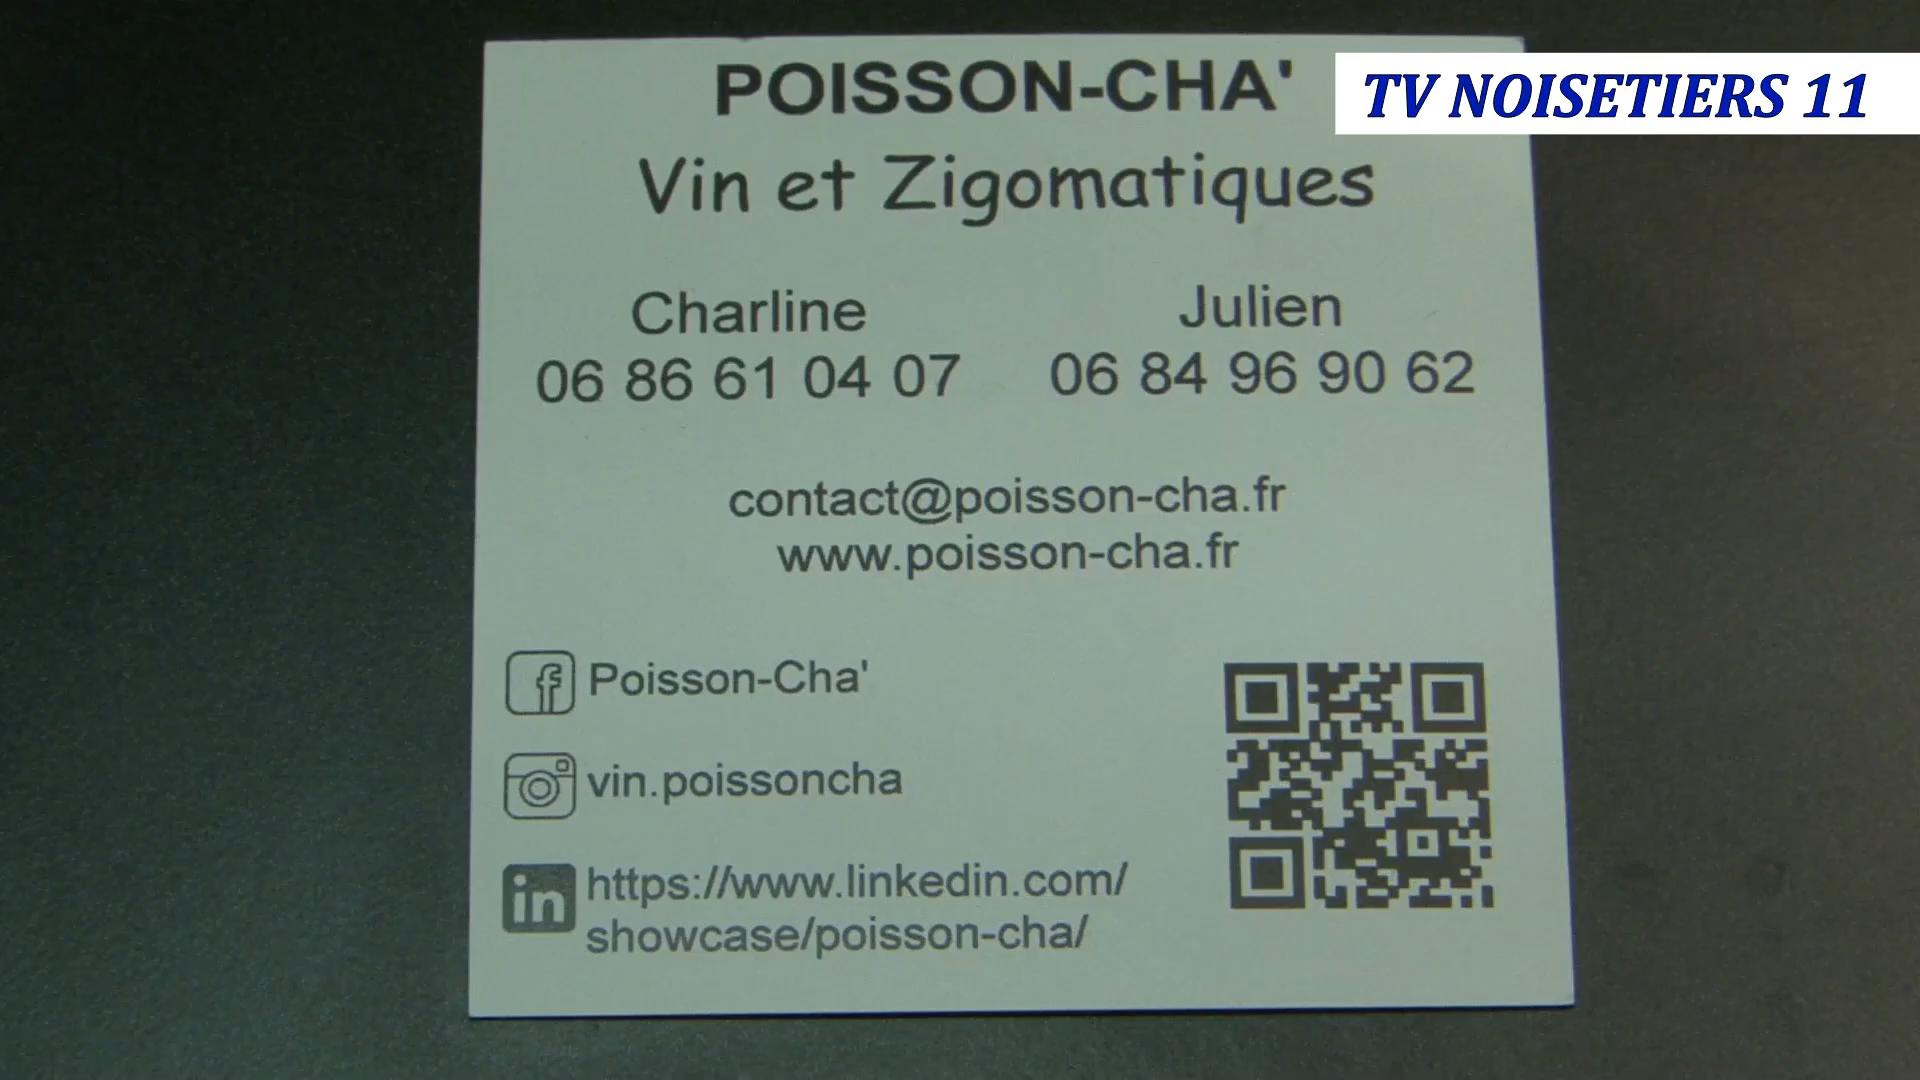 POISSON-CHA'
TV NOISETIERS 11
Vin et Zigomatiques
Charline
06 86 61 04 07
Julien
06 84 96 90 62
contact@poisson-cha.fr
www.poisson-cha.fr
Poisson-Cha'
vin.poissoncha
in https://www.linkedin.com/
showcase/poisson-cha/